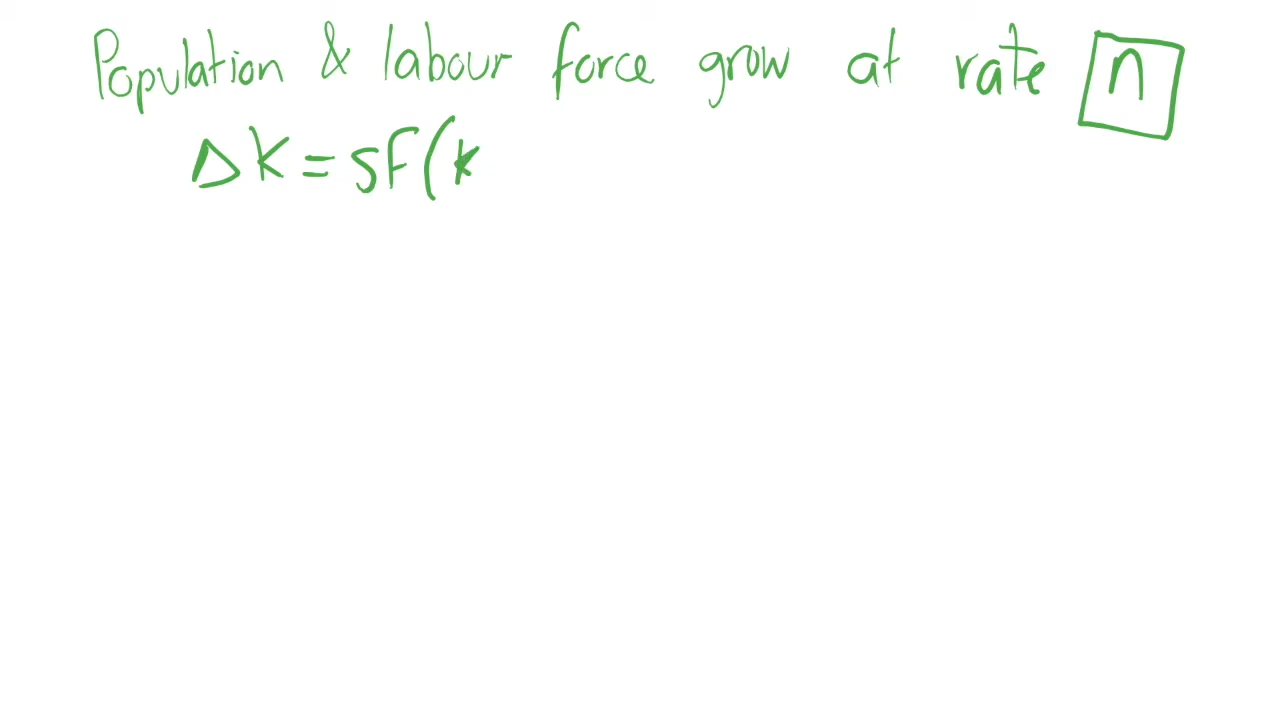 Population & labour force grow at rate n
ΔK = sF(k